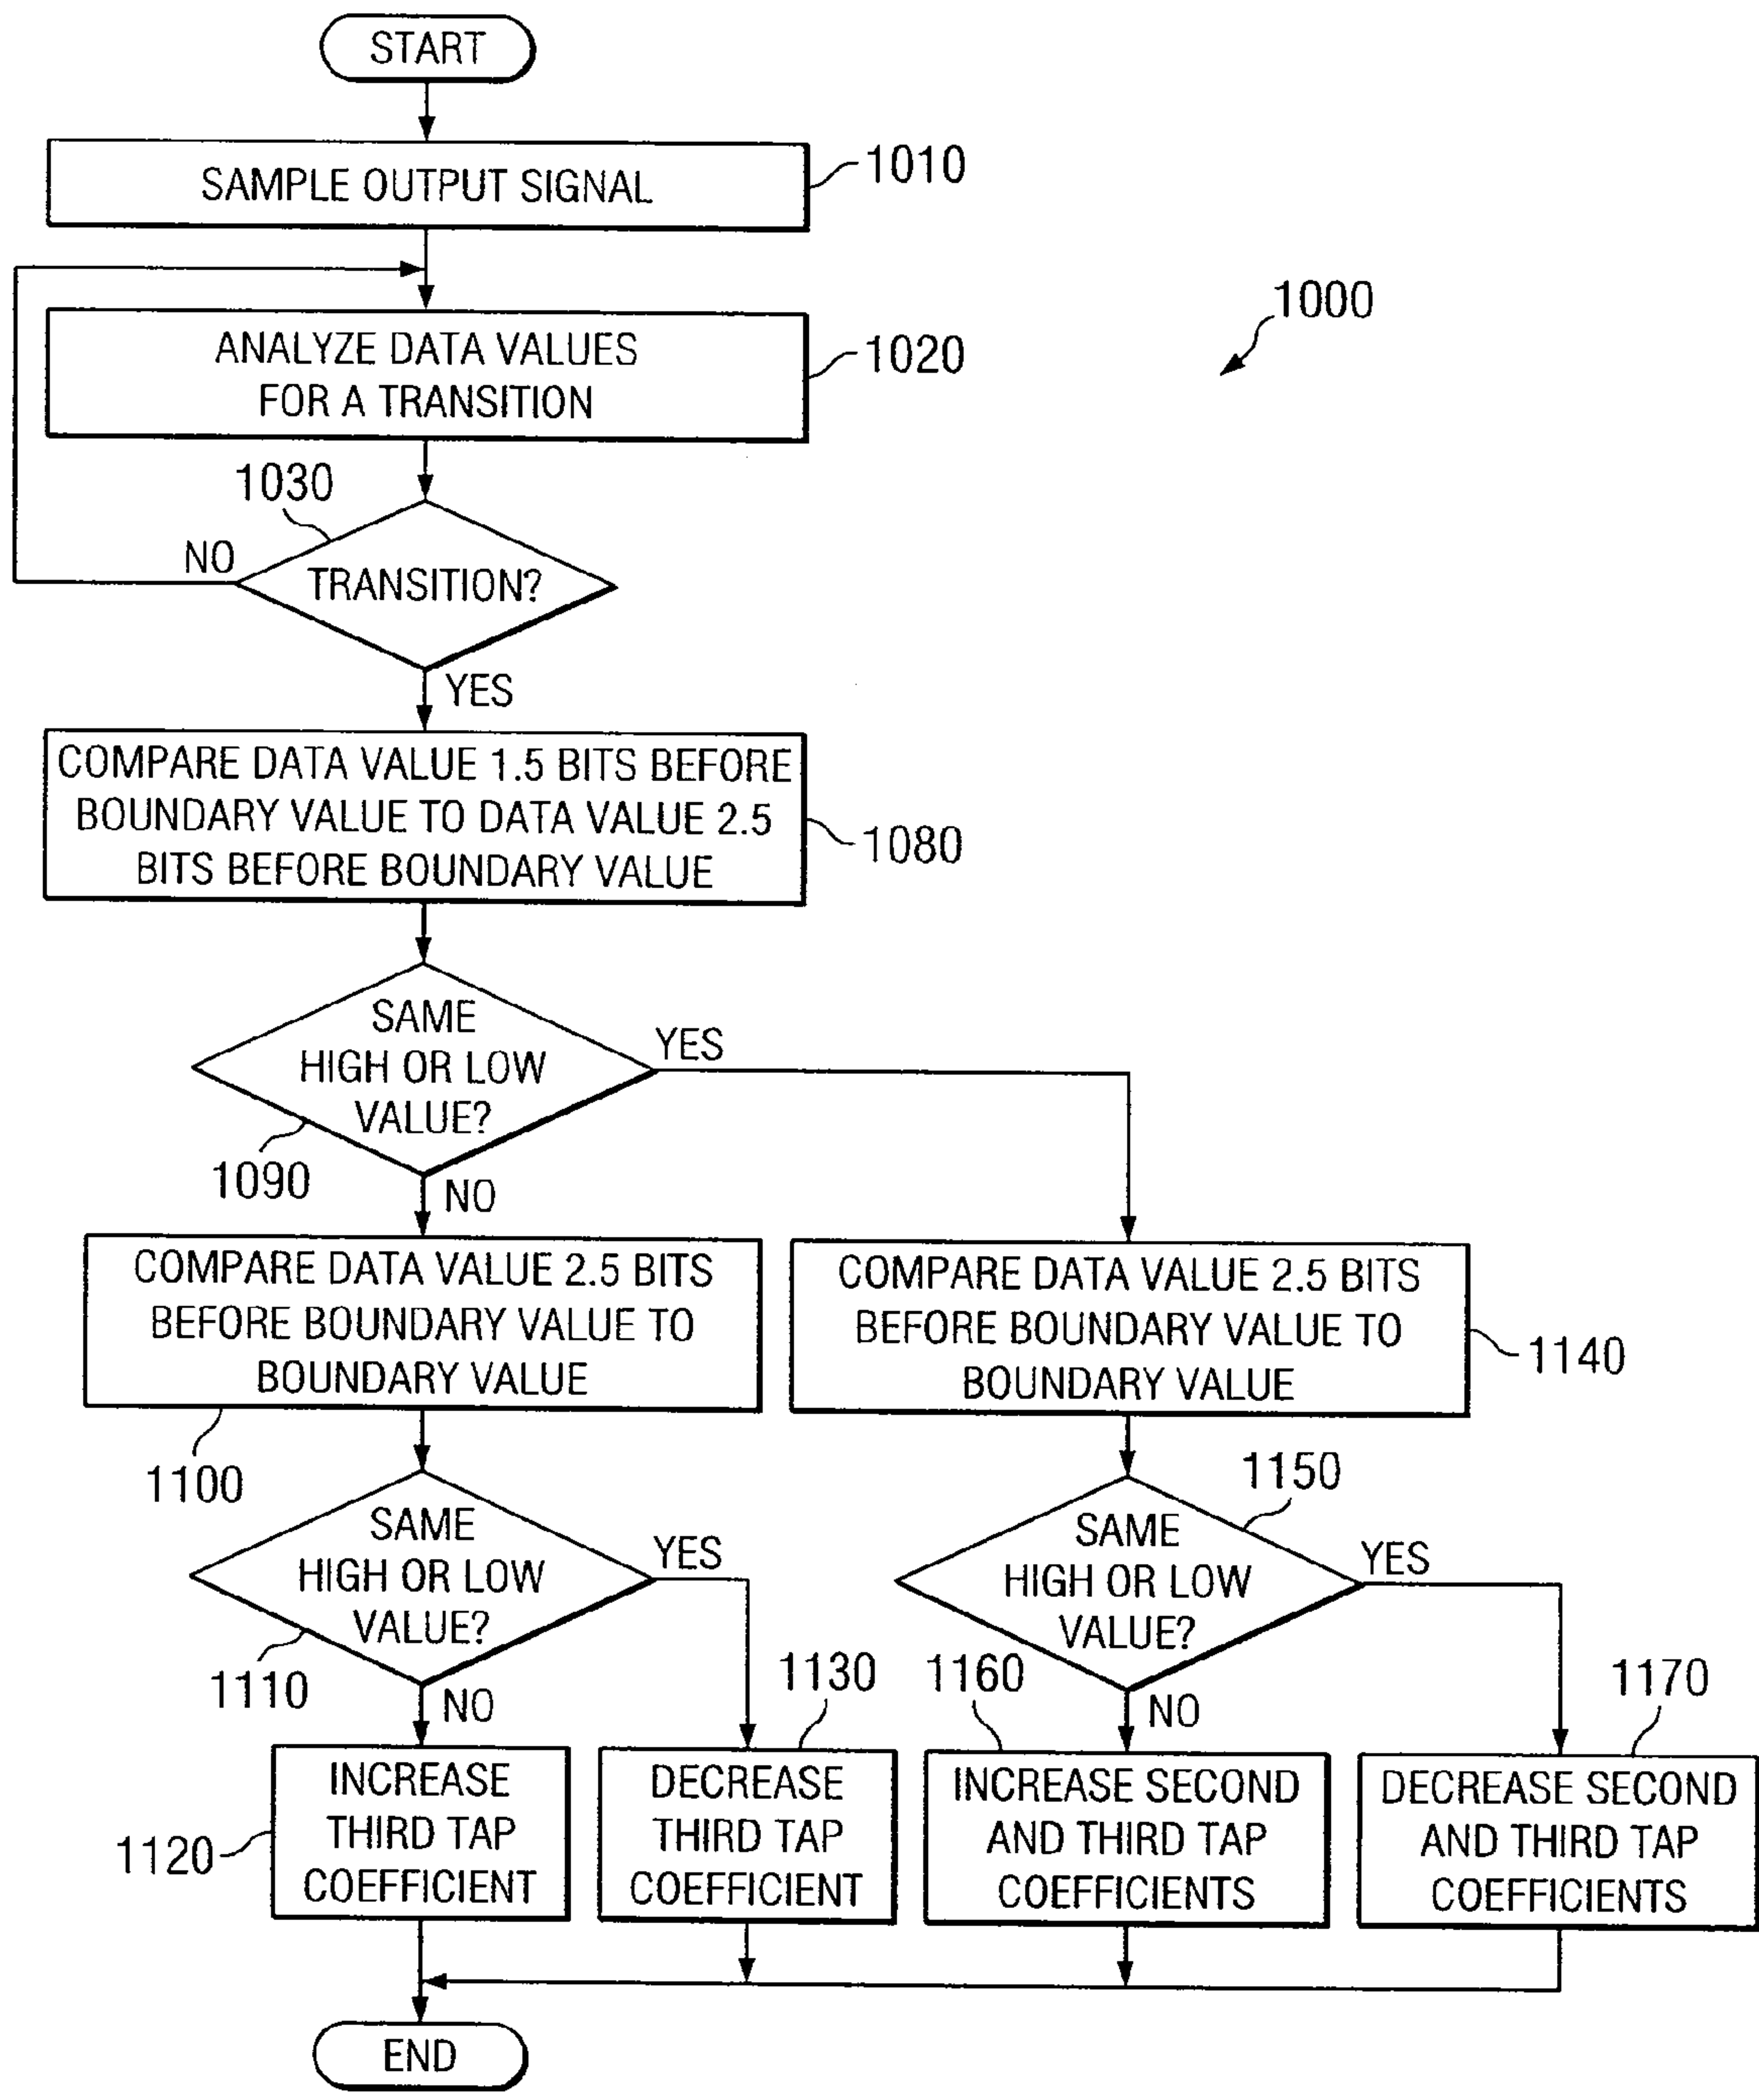 START
SAMPLE OUTPUT SIGNAL
1010
ANALYZE DATA VALUES
FOR A TRANSITION
1020
1000
1030
NO
TRANSITION?
YES
COMPARE DATA VALUE 1.5 BITS BEFORE
BOUNDARY VALUE TO DATA VALUE 2.5
BITS BEFORE BOUNDARY VALUE
1080
SAME
HIGH OR LOW
VALUE?
YES
1090
NO
COMPARE DATA VALUE 2.5 BITS
BEFORE BOUNDARY VALUE TO
BOUNDARY VALUE
1100
COMPARE DATA VALUE 2.5 BITS
BEFORE BOUNDARY VALUE TO
BOUNDARY VALUE
1140
SAME
HIGH OR LOW
VALUE?
YES
1110
NO
1150
SAME
HIGH OR LOW
VALUE?
YES
NO
1120
INCREASE
THIRD TAP
COEFFICIENT
1130
DECREASE
THIRD TAP
COEFFICIENT
1160
INCREASE SECOND
AND THIRD TAP
COEFFICIENTS
1170
DECREASE SECOND
AND THIRD TAP
COEFFICIENTS
END